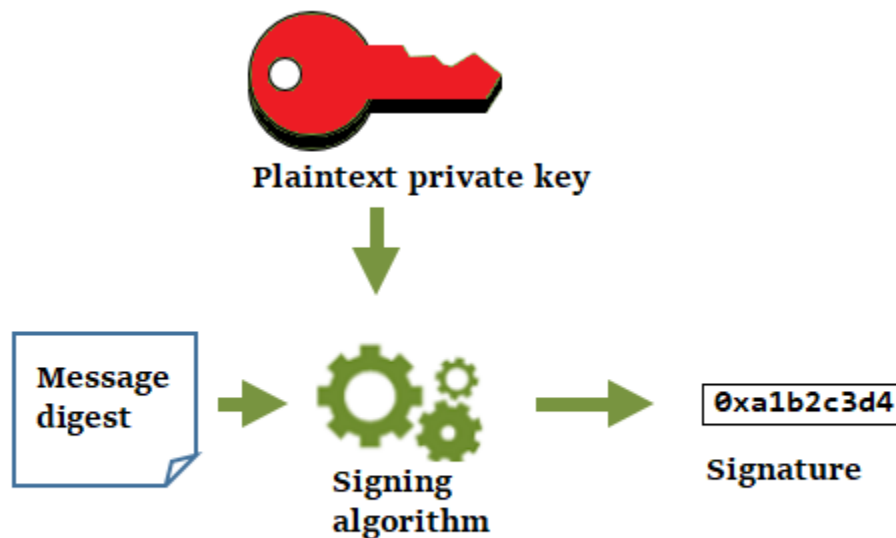 Plaintext private key
Message
digest
0xa1b2c3d4
Signing
algorithm
Signature